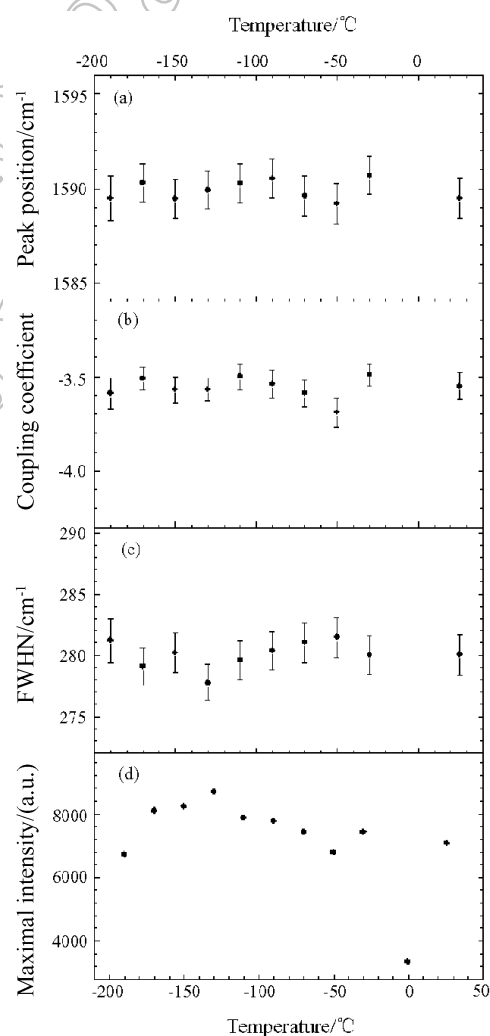 Temperature/°C
-200 -150 -100 -50 0
(a)
1595
1590
1585
Peak position/cm-1
(b)
-3.5
-4.0
Coupling coefficient
(c)
290
285
280
275
FWHN/cm-1
(d)
8000
6000
4000
Maximal intensity/(a.u.)
-200 -150 -100 -50 0 50
Temperature/°C